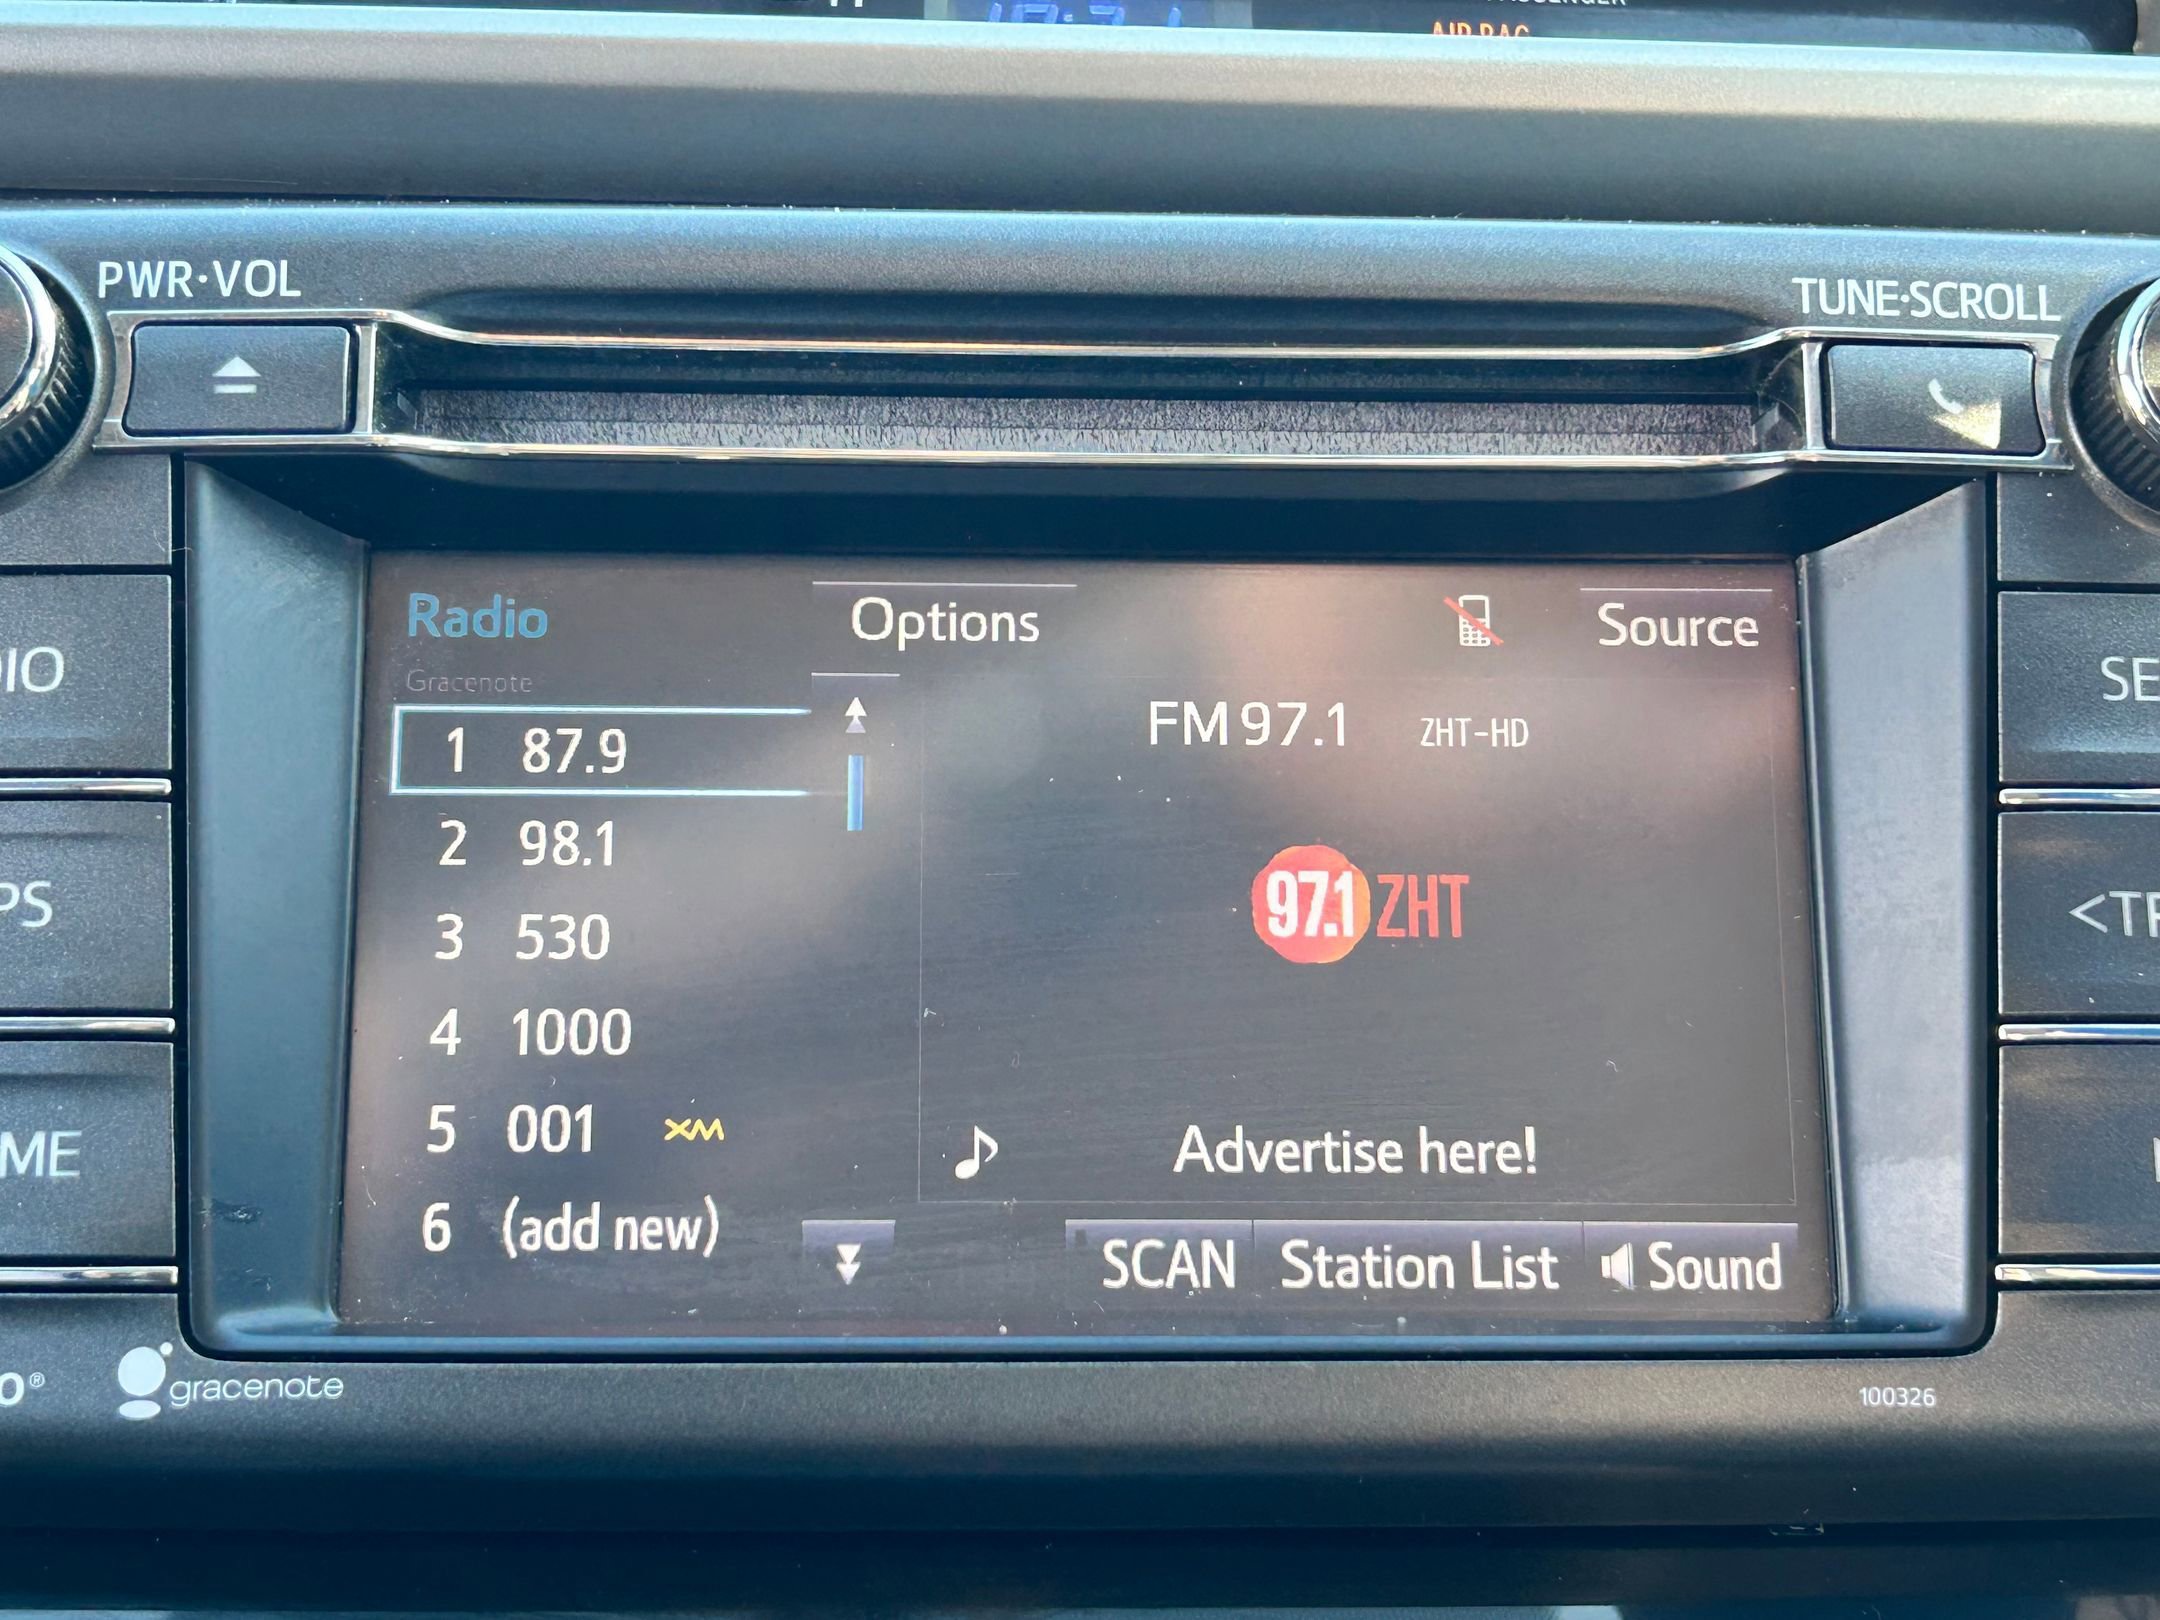 PWR·VOL
TUNE·SCROLL
Radio
Options
Source
Gracenote
FM 97.1 ZHT-HD
1 87.9
2 98.1
3 530
4 1000
5 001 XM
6 (add new)
97.1 ZHT
Advertise here!
SCAN
Station List
Sound
gracenote
100326
AIR BAG